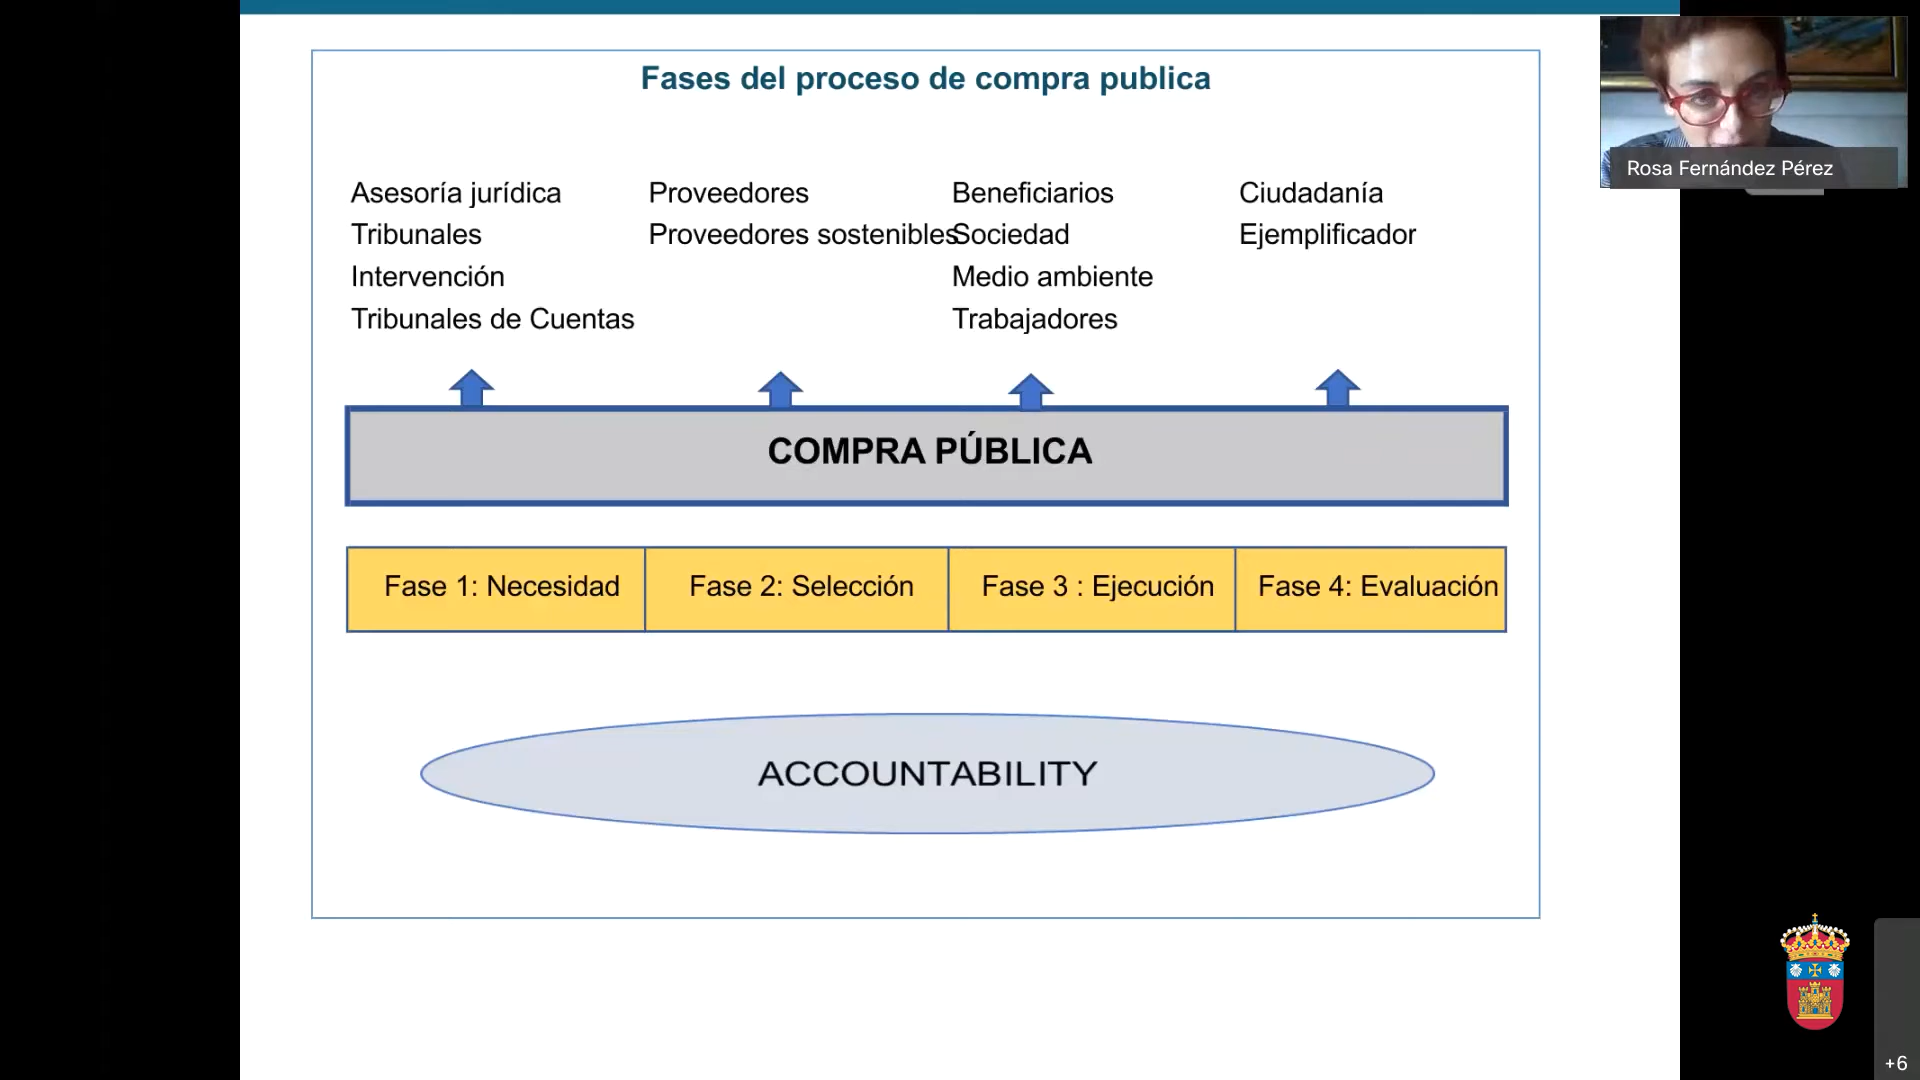 Fases del proceso de compra publica
Rosa Fernández Pérez
Asesoría jurídica
Tribunales
Intervención
Tribunales de Cuentas
Proveedores
Proveedores sostenibles
Beneficiarios
Sociedad
Medio ambiente
Trabajadores
Ciudadanía
Ejemplificador
COMPRA PÚBLICA
Fase 1: Necesidad
Fase 2: Selección
Fase 3 : Ejecución
Fase 4: Evaluación
ACCOUNTABILITY
+6